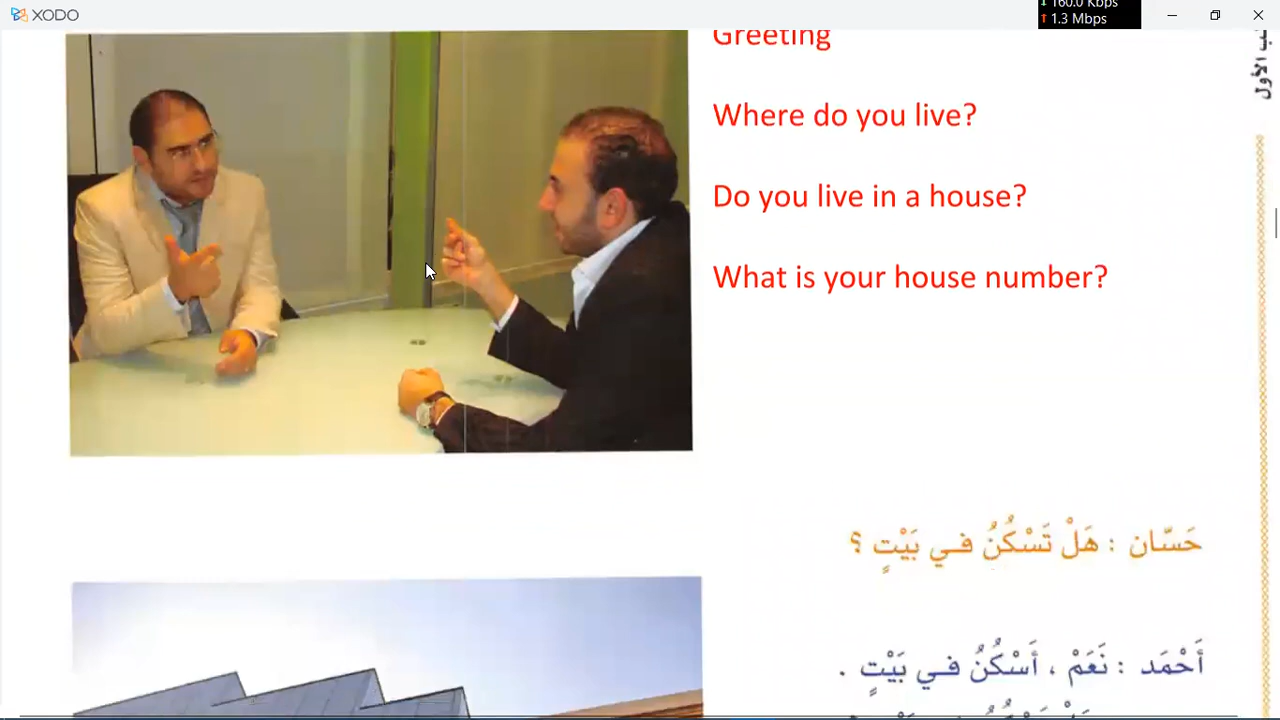 XODO
160.0 Kbps
1.3 Mbps
Greeting
Where do you live?
Do you live in a house?
What is your house number?
الأول
حَسَّان : هَلْ تَسْكُنُ فِي بَيْتٍ ؟
أَحْمَد : نَعَمْ ، أَسْكُنُ فِي بَيْتٍ .